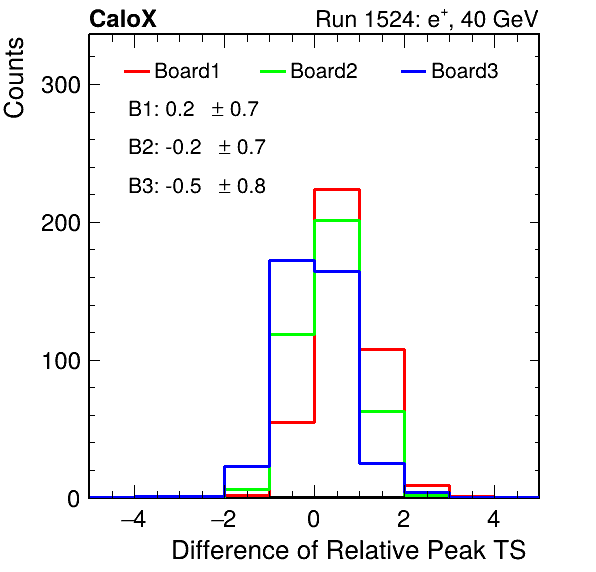 CaloX Run 1524: e⁺, 40 GeV
Counts
Board1 Board2 Board3
B1: 0.2 ± 0.7
B2: -0.2 ± 0.7
B3: -0.5 ± 0.8
300
200
100
0
−4 −2 0 2 4
Difference of Relative Peak TS